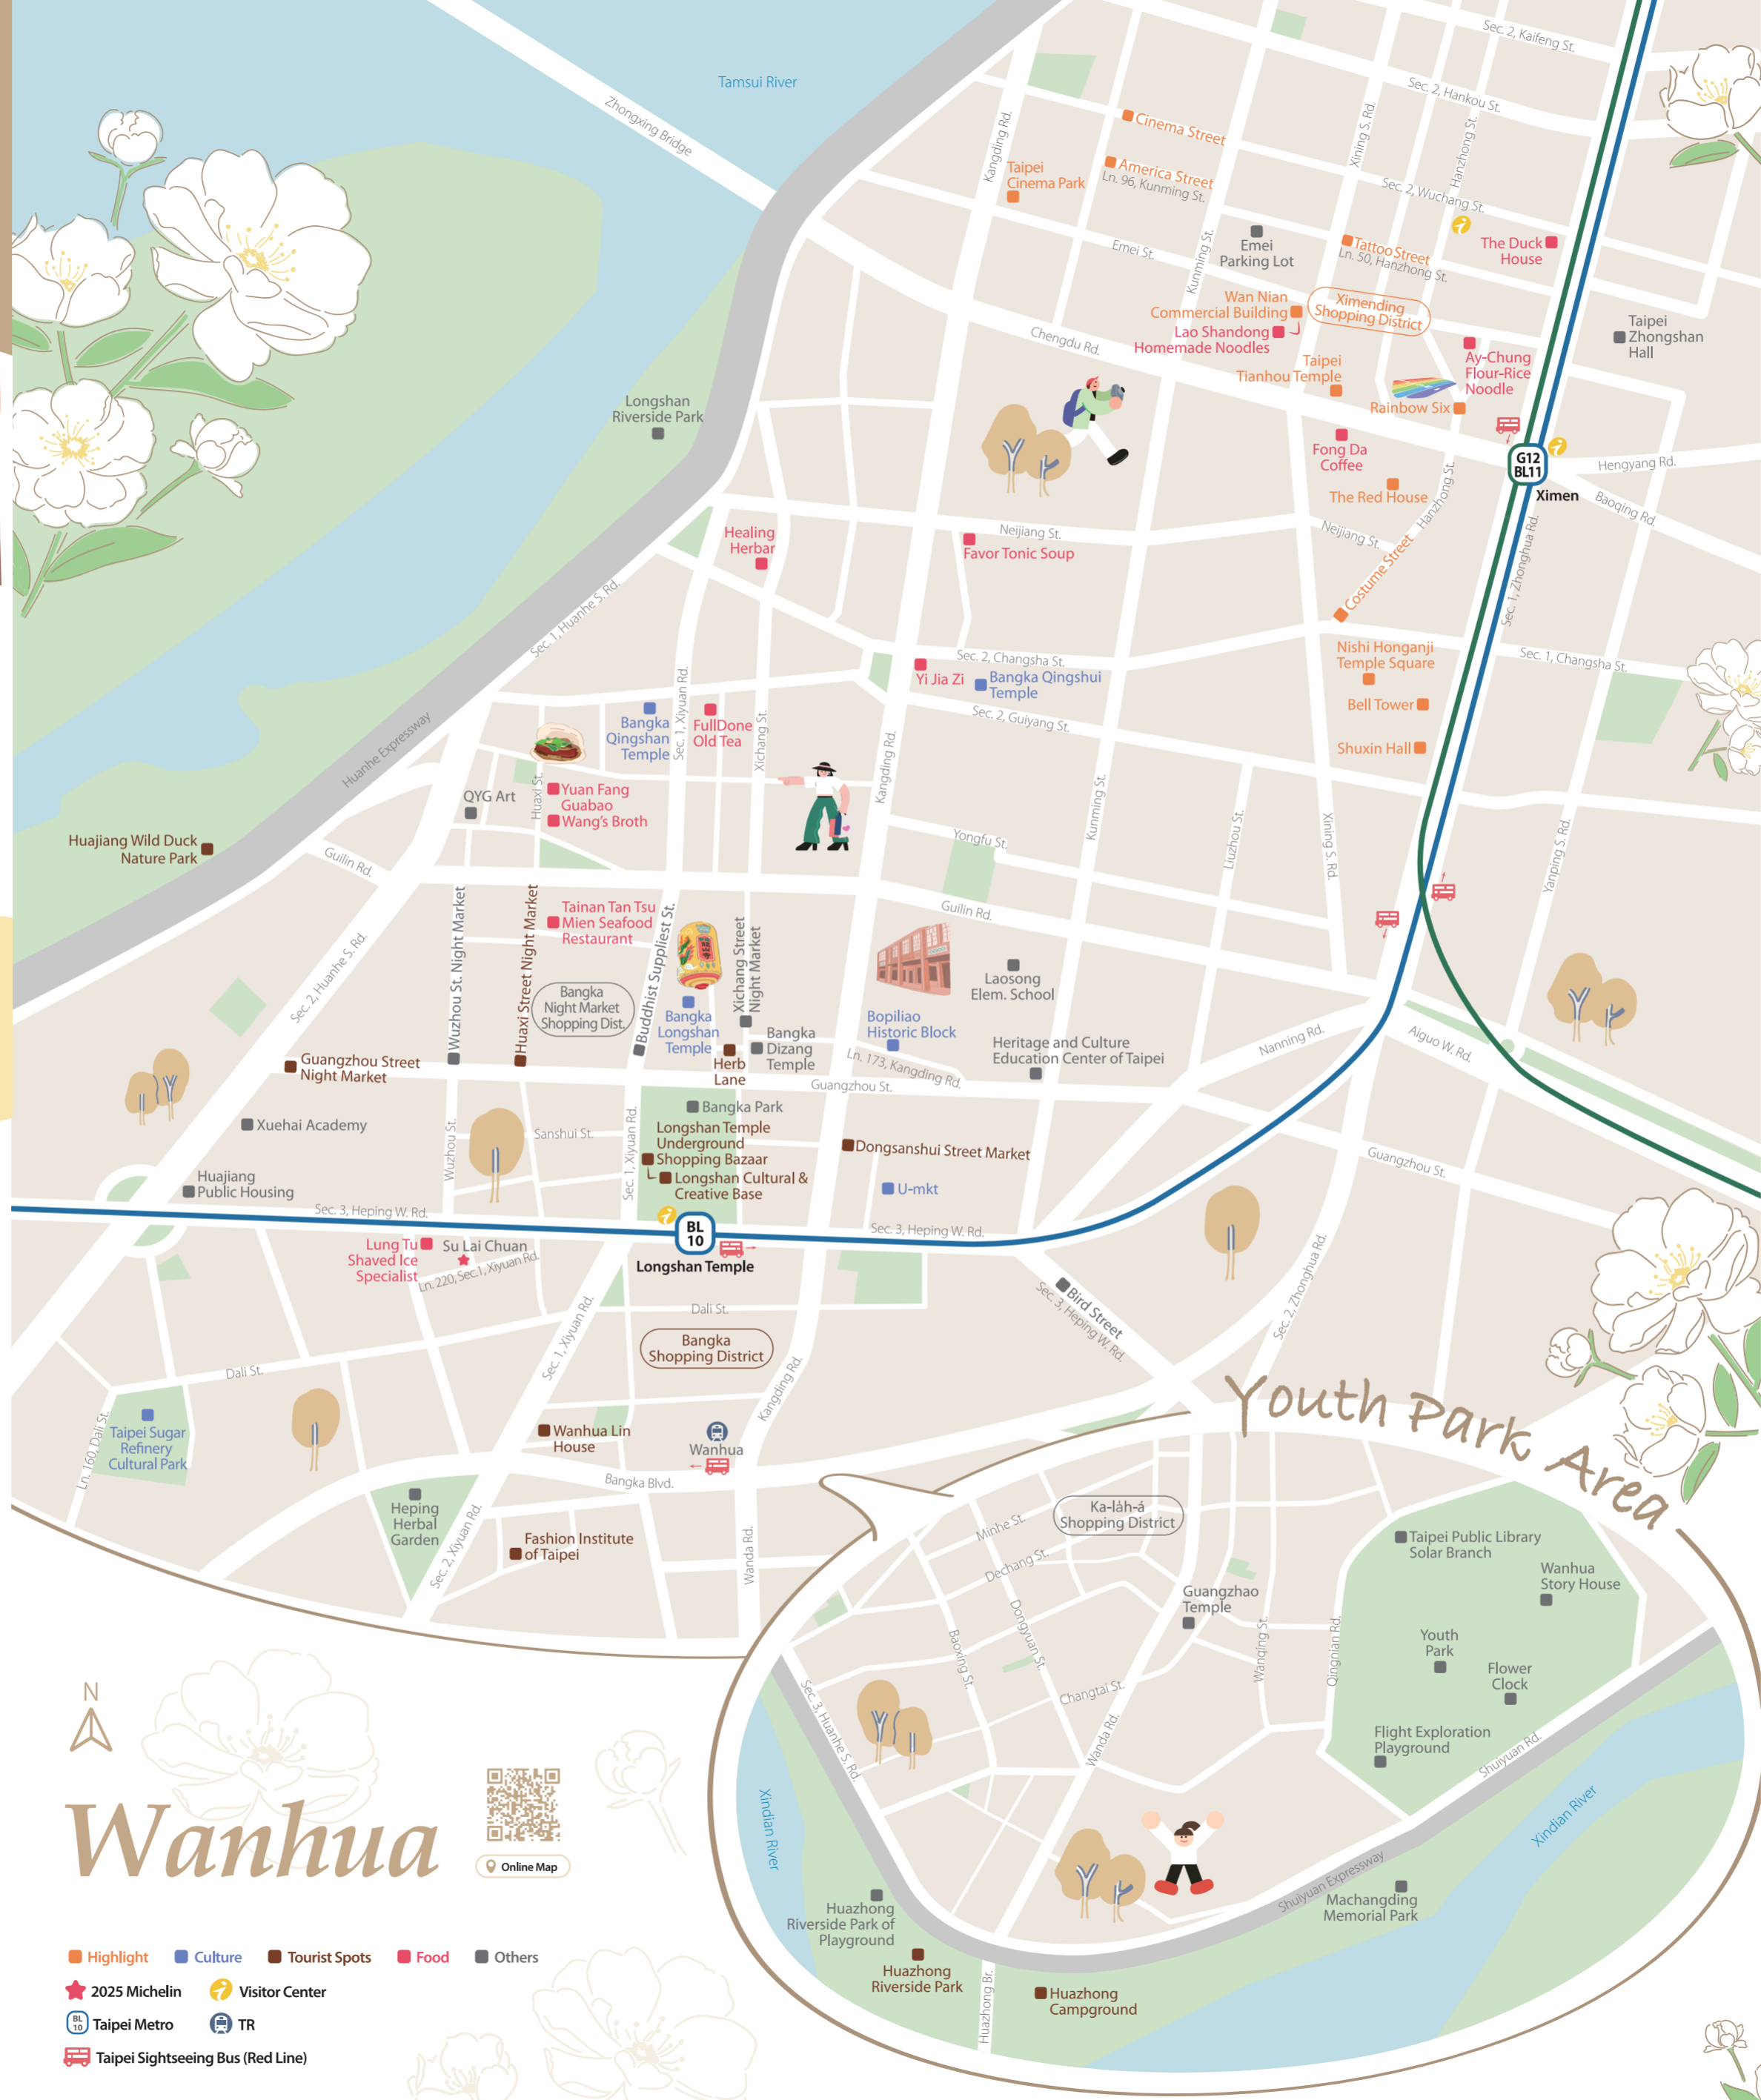 Sec. 2, Kaifeng St.
Tamsui River
Zhongxing Bridge
Sec. 2, Hankou St.
Kangding Rd.
Cinema Street
Xining S. Rd.
Hanzhong St.
America Street
Ln. 96, Kunming St.
Taipei
Cinema Park
Sec. 2, Wuchang St.
Emei St.
Kunming St.
Emei
Parking Lot
Tattoo Street
Ln. 50, Hanzhong St.
The Duck
House
Wan Nian
Commercial Building
Ximending
Shopping District
Lao Shandong
Homemade Noodles
Chengdu Rd.
Taipei
Zhongshan
Hall
Ay-Chung
Flour-Rice
Noodle
Taipei
Tianhou Temple
Rainbow Six
Longshan
Riverside Park
Fong Da
Coffee
G12
BL11
Ximen
Hengyang Rd.
Baoqing Rd.
The Red House
Hanzhong St.
Neijiang St.
Neijiang St.
Healing
Herbar
Favor Tonic Soup
Costume Street
Sec. 1, Zhonghua Rd.
Sec. 1, Huanhe S. Rd.
Nishi Honganji
Temple Square
Sec. 2, Changsha St.
Sec. 1, Changsha St.
Yi Jia Zi
Bangka Qingshui
Temple
Bell Tower
Sec. 2, Guiyang St.
Shuxin Hall
Bangka
Qingshan
Temple
Sec. 1, Xiyuan Rd.
FullDone
Old Tea
Xichang St.
Kangding Rd.
Huanhe Expressway
Huaxi St.
Yuan Fang
Guabao
Wang's Broth
QYG Art
Kunming St.
Liuzhou St.
Xining S. Rd.
Yanping S. Rd.
Yongfu St.
Huajiang Wild Duck
Nature Park
Guilin Rd.
Guilin Rd.
Wuzhou St. Night Market
Huaxi Street Night Market
Tainan Tan Tsu
Mien Seafood
Restaurant
Buddhist Suppliest St.
Xichang Street
Night Market
Sec. 2, Huanhe S. Rd.
Laosong
Elem. School
Bangka
Night Market
Shopping Dist.
Bangka
Longshan
Temple
Bopiliao
Historic Block
Bangka
Dizang
Temple
Heritage and Culture
Education Center of Taipei
Nanning Rd.
Aiguo W. Rd.
Herb
Lane
Ln. 173, Kangding Rd.
Guangzhou Street
Night Market
Guangzhou St.
Bangka Park
Xuehai Academy
Wuzhou St.
Sanshui St.
Sec. 1, Xiyuan Rd.
Longshan Temple
Underground
Shopping Bazaar
Longshan Cultural &
Creative Base
Dongsanshui Street Market
Guangzhou St.
Huajiang
Public Housing
U-mkt
Sec. 3, Heping W. Rd.
Sec. 3, Heping W. Rd.
BL
10
Longshan Temple
Lung Tu
Shaved Ice
Specialist
Su Lai Chuan
Ln. 220, Sec.1, Xiyuan Rd.
Bird Street
Sec. 3, Heping W. Rd.
Sec. 2, Zhonghua Rd.
Dali St.
Bangka
Shopping District
Sec. 1, Xiyuan Rd.
Kangding Rd.
Dali St.
Ln. 160, Dali St.
Taipei Sugar
Refinery
Cultural Park
Wanhua Lin
House
Wanhua
Bangka Blvd.
Youth Park Area
Heping
Herbal
Garden
Sec. 2, Xiyuan Rd.
Fashion Institute
of Taipei
Wanda Rd.
Minhe St.
Ka-láh-á
Shopping District
Dechang St.
Taipei Public Library
Solar Branch
Wanhua
Story House
Guangzhao
Temple
Baoxing St.
Dongyuan St.
Wanqing St.
Qingnian Rd.
Youth
Park
Flower
Clock
Changtai St.
Sec. 3, Huanhe S. Rd.
Wanda Rd.
Flight Exploration
Playground
Shuiyuan Rd.
Xindian River
Xindian River
Shuiyuan Expressway
Machangding
Memorial Park
Huazhong
Riverside Park of
Playground
Huazhong
Riverside Park
Huazhong Br.
Huazhong
Campground
N
Wanhua
Online Map
Highlight
Culture
Tourist Spots
Food
Others
2025 Michelin
Visitor Center
BL
10
Taipei Metro
TR
Taipei Sightseeing Bus (Red Line)